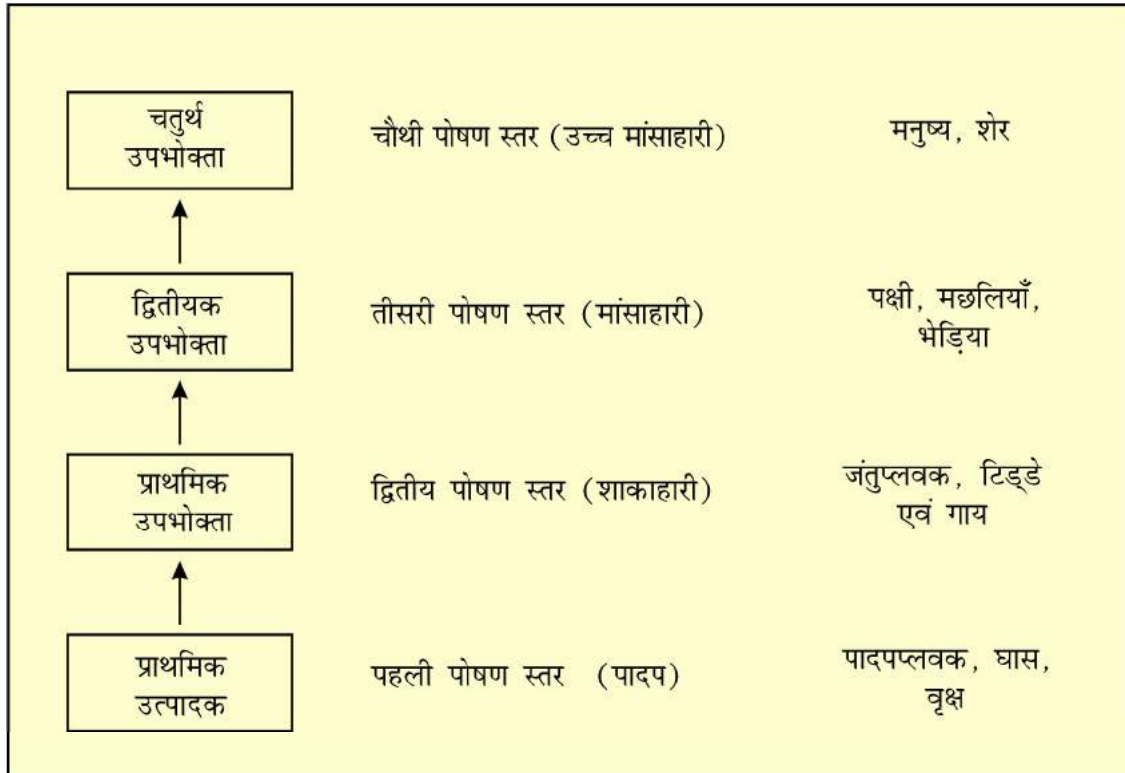 चतुर्थ
उपभोक्ता
चौथी पोषण स्तर (उच्च मांसाहारी)
मनुष्य, शेर
द्वितीयक
उपभोक्ता
तीसरी पोषण स्तर (मांसाहारी)
पक्षी, मछलियाँ,
भेड़िया
प्राथमिक
उपभोक्ता
द्वितीय पोषण स्तर (शाकाहारी)
जंतुप्लवक, टिड्‌डे
एवं गाय
प्राथमिक
उत्पादक
पहली पोषण स्तर (पादप)
पादपप्लवक, घास,
वृक्ष